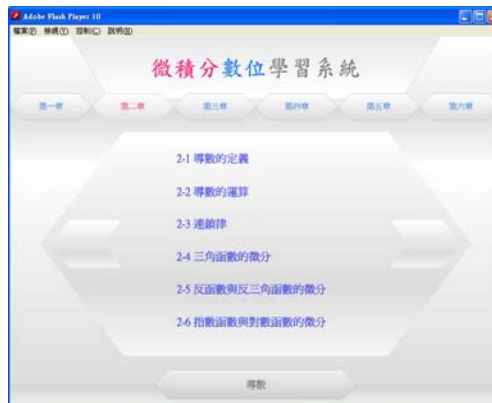 Adobe Flash Player 10
檔案(F) 檢視(V) 控制(C) 說明(H)
微積分數位學習系統
第一章 第二章 第三章 第四章 第五章 第六章
2-1 導數的定義
2-2 導數的運算
2-3 連鎖律
2-4 三角函數的微分
2-5 反函數與反三角函數的微分
2-6 指數函數與對數函數的微分
導數